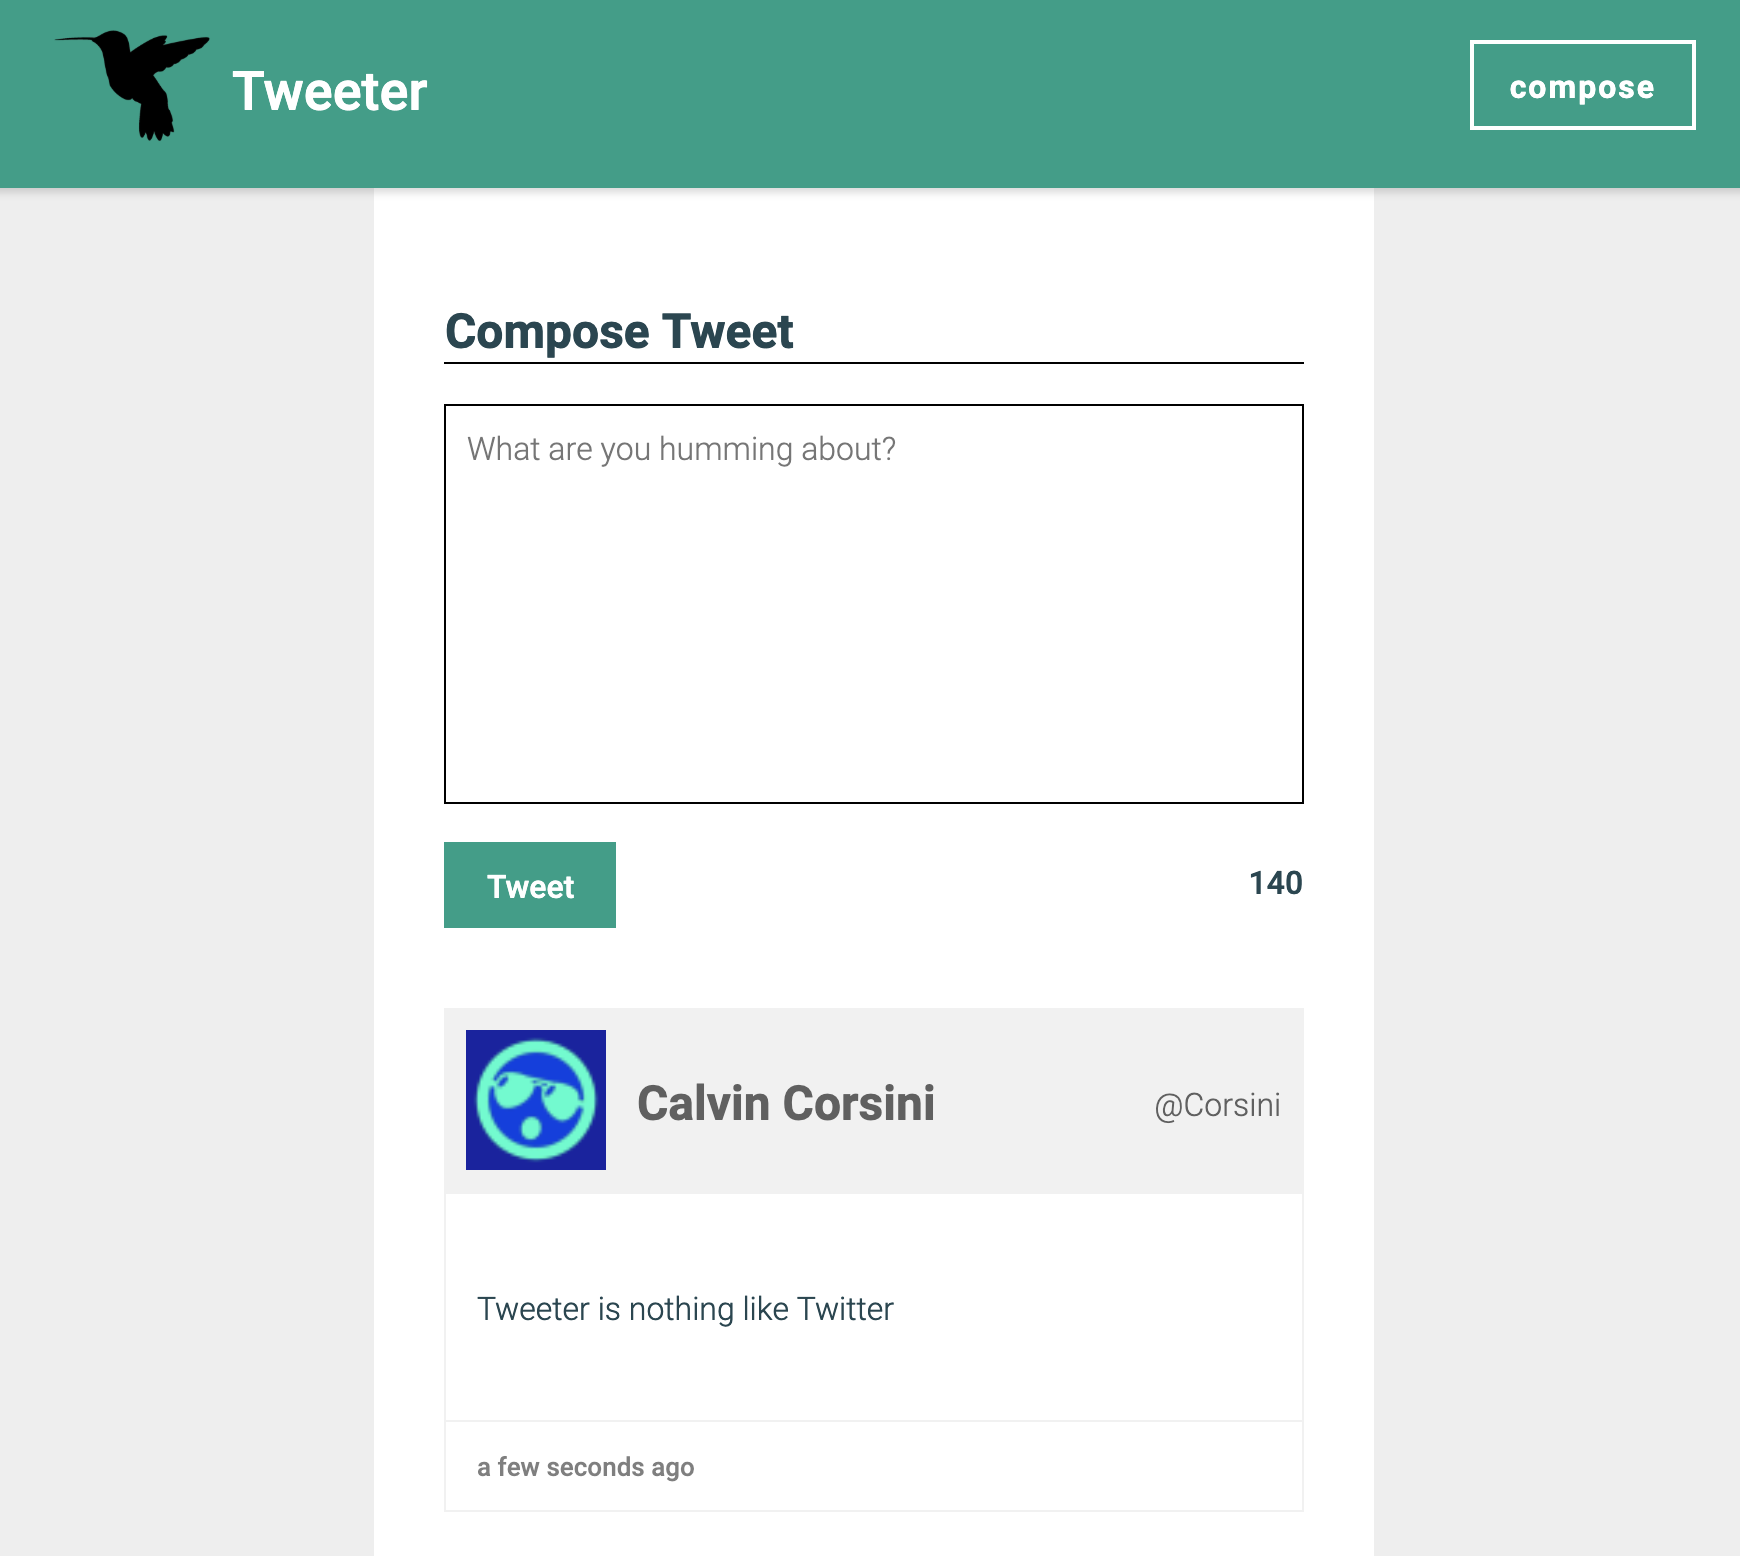 Tweeter
compose
Compose Tweet
What are you humming about?
Tweet
140
Calvin Corsini
@Corsini
Tweeter is nothing like Twitter
a few seconds ago